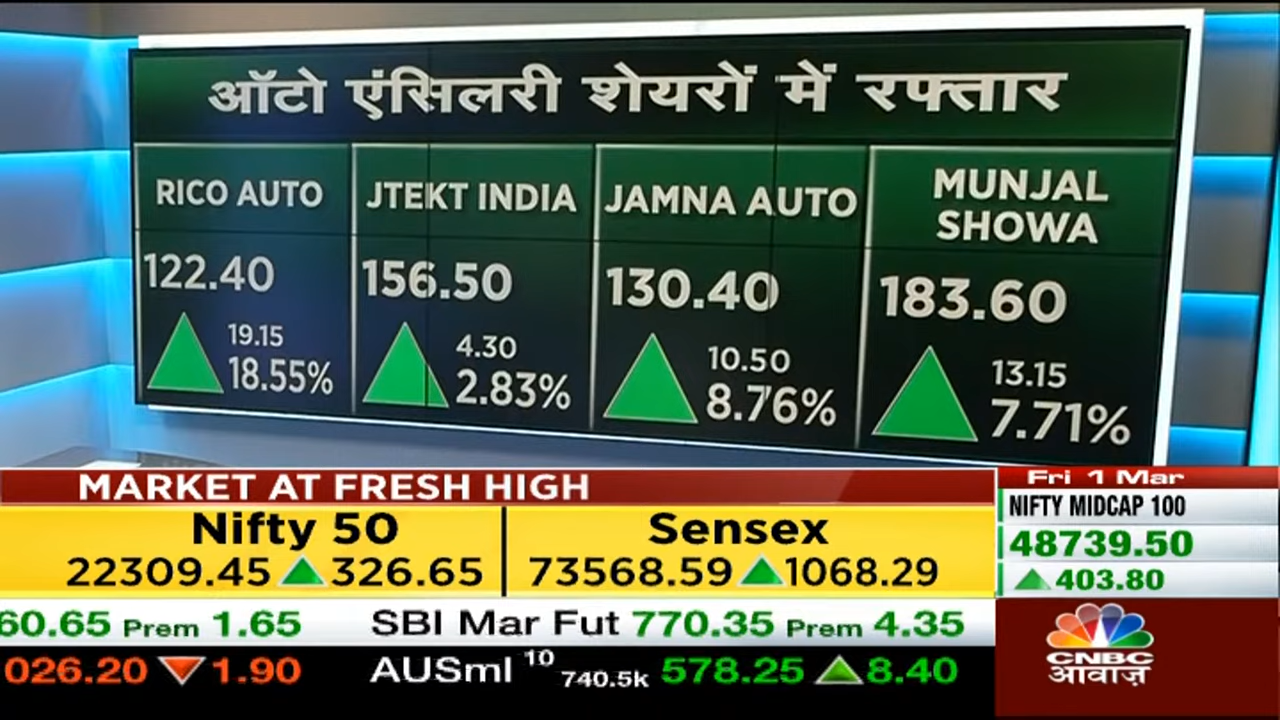 ऑटो एंसिलरी शेयरों में रफ्तार
RICO AUTO
122.40
19.15
18.55%
JTEKT INDIA
156.50
4.30
2.83%
JAMNA AUTO
130.40
10.50
8.76%
MUNJAL
SHOWA
183.60
13.15
7.71%
MARKET AT FRESH HIGH
Nifty 50
22309.45 326.65
Sensex
73568.59 1068.29
60.65 Prem 1.65 SBI Mar Fut 770.35 Prem 4.35
026.20 1.90 AUSml 10 740.5k 578.25 8.40
Fri 1 Mar
NIFTY MIDCAP 100
48739.50
403.80
CNBC
आवाज़